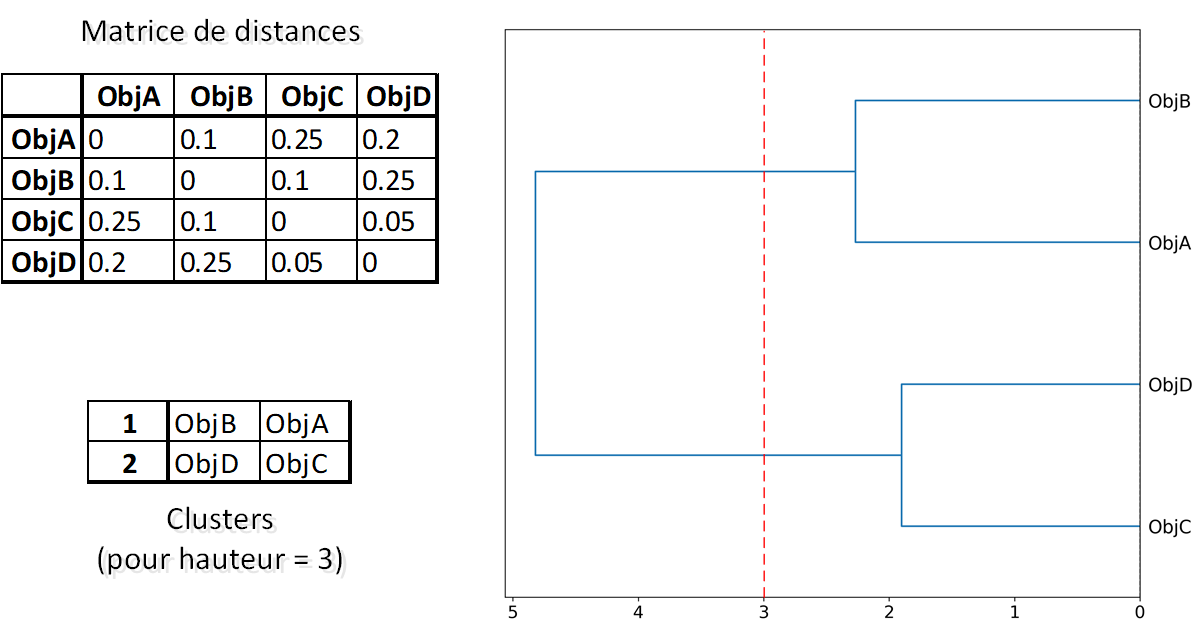 Matrice de distances
ObjA ObjB ObjC ObjD
ObjA 0 0.1 0.25 0.2
ObjB 0.1 0 0.1 0.25
ObjC 0.25 0.1 0 0.05
ObjD 0.2 0.25 0.05 0
1 ObjB ObjA
2 ObjD ObjC
Clusters
(pour hauteur = 3)
ObjB
ObjA
ObjD
ObjC
5 4 3 2 1 0